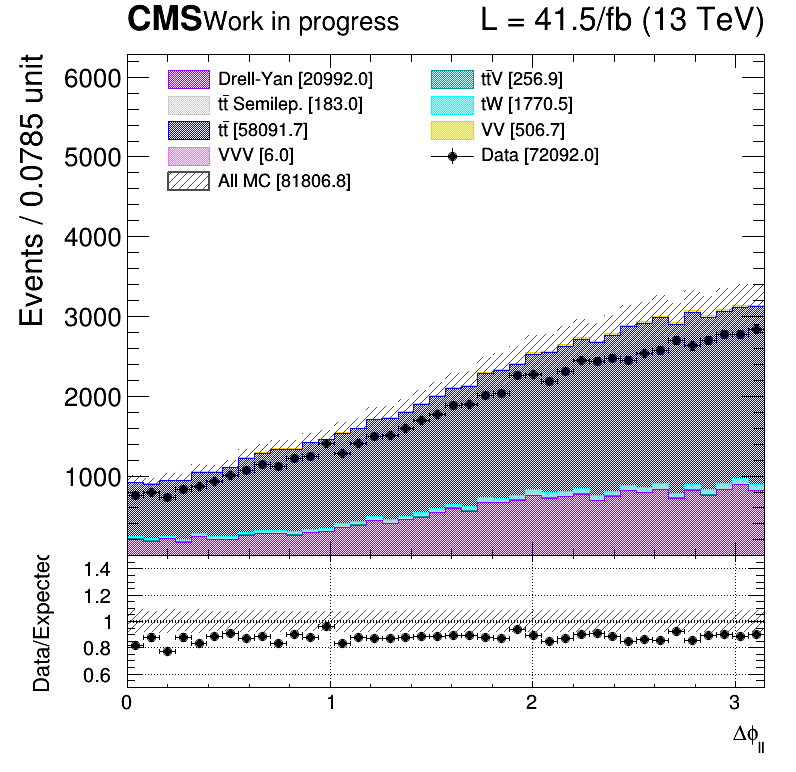 CMS Work in progress L = 41.5/fb (13 TeV)
Events / 0.0785 unit
6000
5000
4000
3000
2000
1000
Drell-Yan [20992.0]
tt̄ Semilep. [183.0]
tt̄ [58091.7]
VVV [6.0]
All MC [81806.8]
tt̄V [256.9]
tW [1770.5]
VV [506.7]
Data [72092.0]
Data/Expected
1.4
1.2
1
0.8
0.6
0 1 2 3
Δϕll